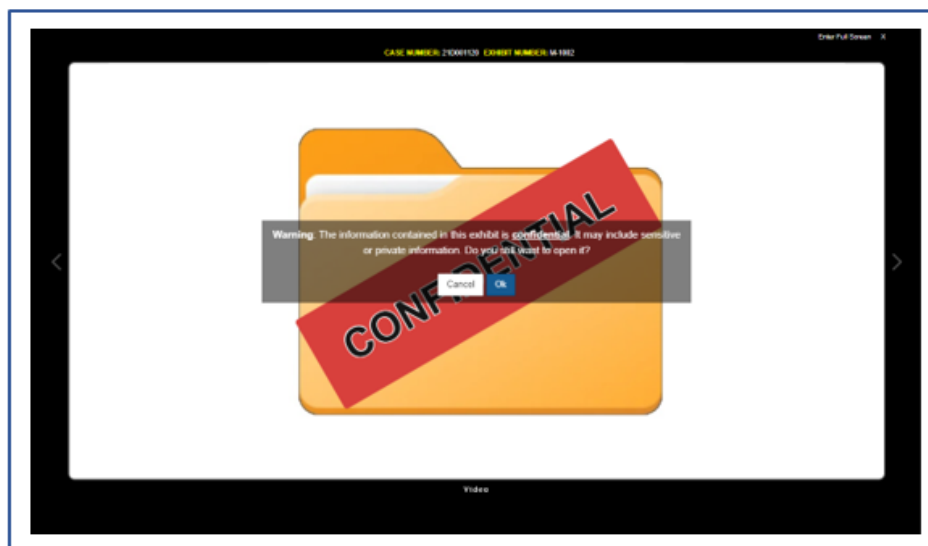 Enter Full Screen X
CASE NUMBER: 21D001120 EXHIBIT NUMBER: M-1002
CONFIDENTIAL
Warning: The information contained in this exhibit is confidential. It may include sensitive
or private information. Do you still want to open it?
Cancel Ok
Video